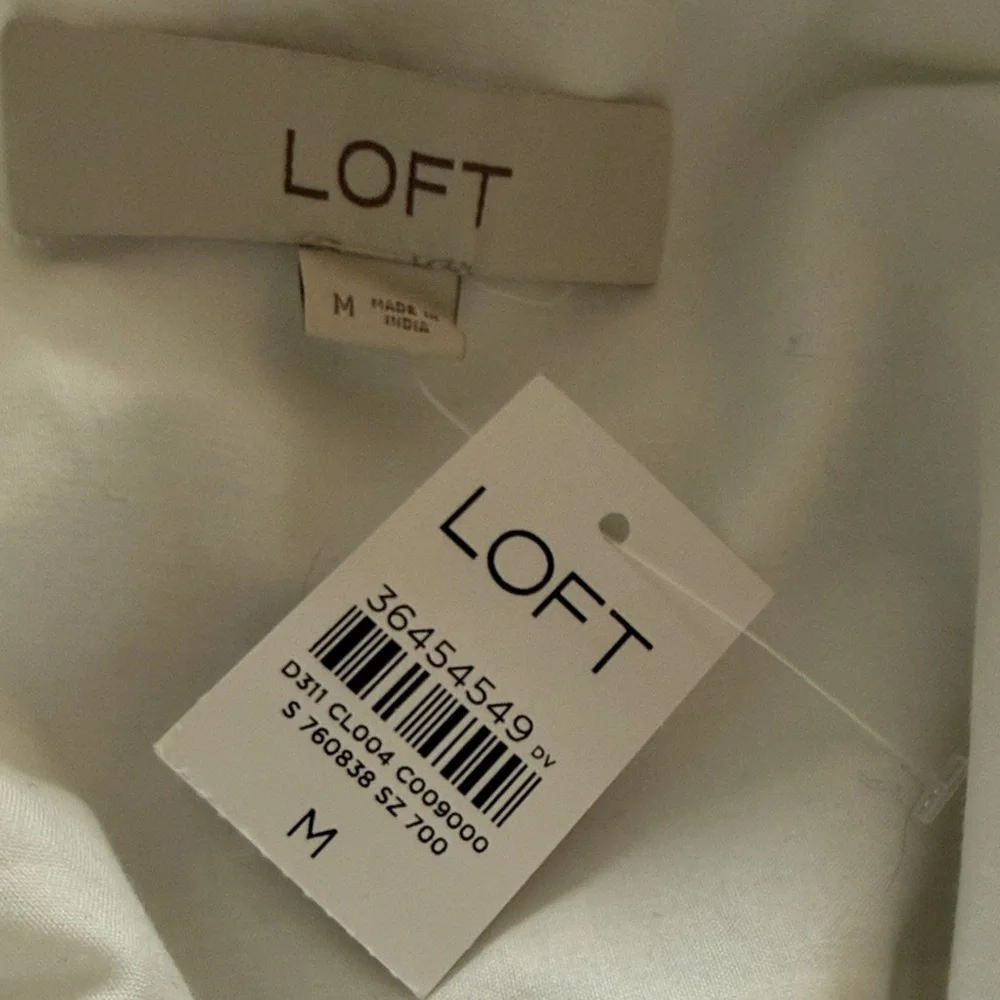 LOFT
M MADE IN
INDIA
LOFT
36454549 DV
D311 CL004 C009000
S 760838 SZ 700
M